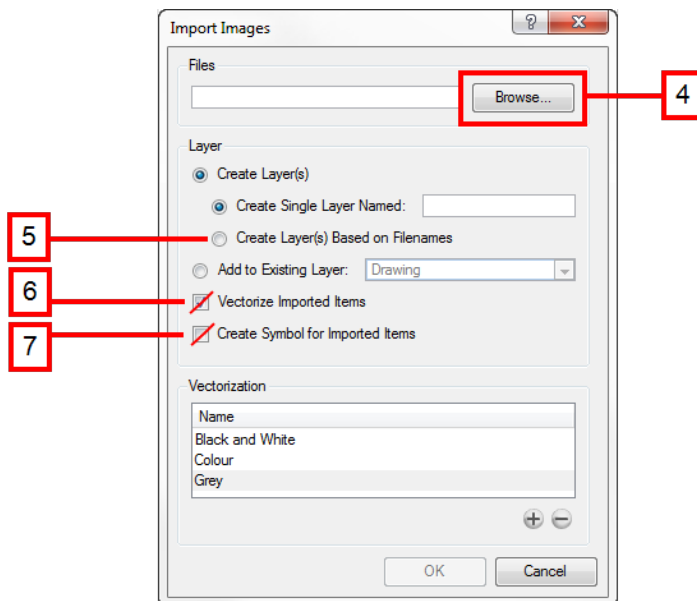 Import Images
Files
Browse...
4
Layer
Create Layer(s)
Create Single Layer Named:
5
Create Layer(s) Based on Filenames
Add to Existing Layer: Drawing
6
Vectorize Imported Items
7
Create Symbol for Imported Items
Vectorization
Name
Black and White
Colour
Grey
OK Cancel